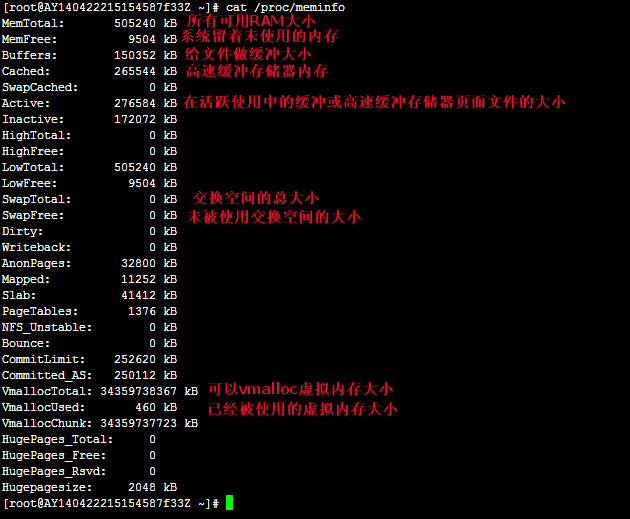 [root@AY140422215154587f33Z ~]# cat /proc/meminfo
MemTotal: 505240 kB 所有可用RAM大小
MemFree: 9504 kB 系统留着未使用的内存
Buffers: 150352 kB 给文件做缓冲大小
Cached: 265544 kB 高速缓冲存储器内存
SwapCached: 0 kB
Active: 276584 kB 在活跃使用中的缓冲或高速缓冲存储器页面文件的大小
Inactive: 172072 kB
HighTotal: 0 kB
HighFree: 0 kB
LowTotal: 505240 kB
LowFree: 9504 kB
SwapTotal: 0 kB 交换空间的总大小
SwapFree: 0 kB 未被使用交换空间的大小
Dirty: 0 kB
Writeback: 0 kB
AnonPages: 32800 kB
Mapped: 11252 kB
Slab: 41412 kB
PageTables: 1376 kB
NFS_Unstable: 0 kB
Bounce: 0 kB
CommitLimit: 252620 kB
Committed_AS: 250112 kB
VmallocTotal: 34359738367 kB 可以vmalloc虚拟内存大小
VmallocUsed: 460 kB 已经被使用的虚拟内存大小
VmallocChunk: 34359737723 kB
HugePages_Total: 0
HugePages_Free: 0
HugePages_Rsvd: 0
Hugepagesize: 2048 kB
[root@AY140422215154587f33Z ~]#